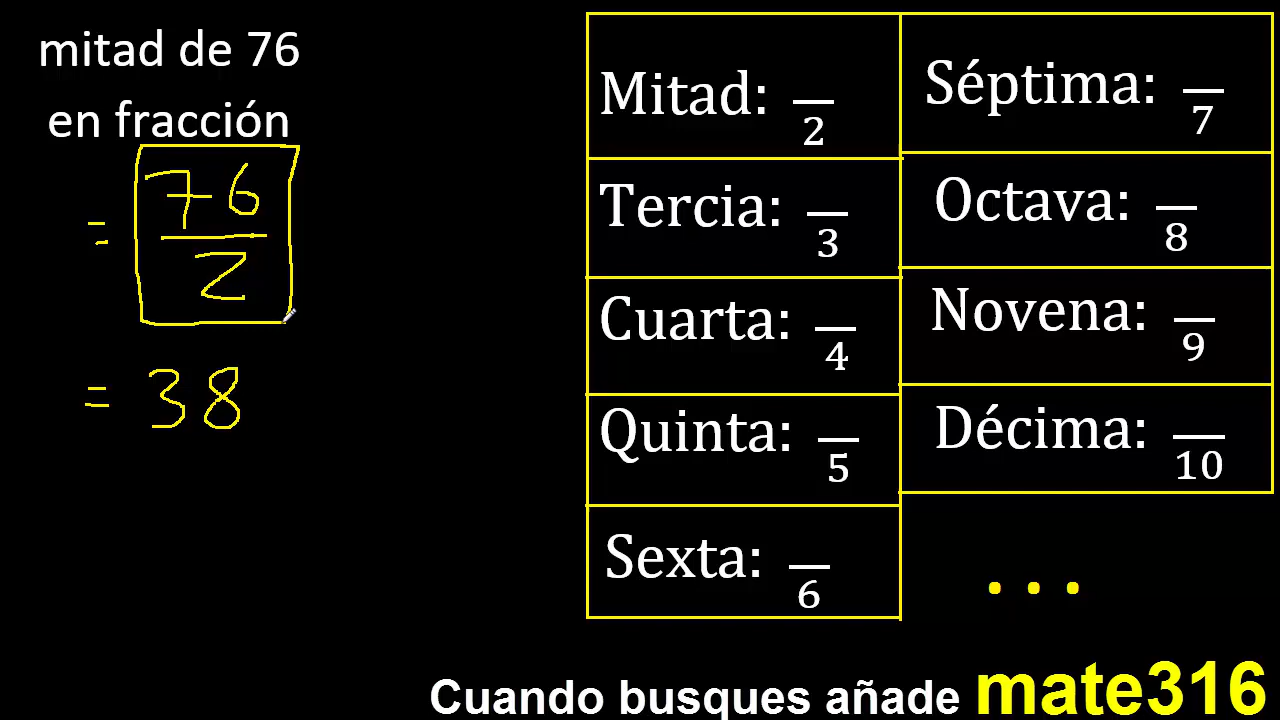 mitad de 76
en fracción
= 76
2
= 38
Mitad: _
2
Tercia: _
3
Cuarta: _
4
Quinta: _
5
Sexta: _
6
Séptima: _
7
Octava: _
8
Novena: _
9
Décima: _
10
...
Cuando busques añade mate316